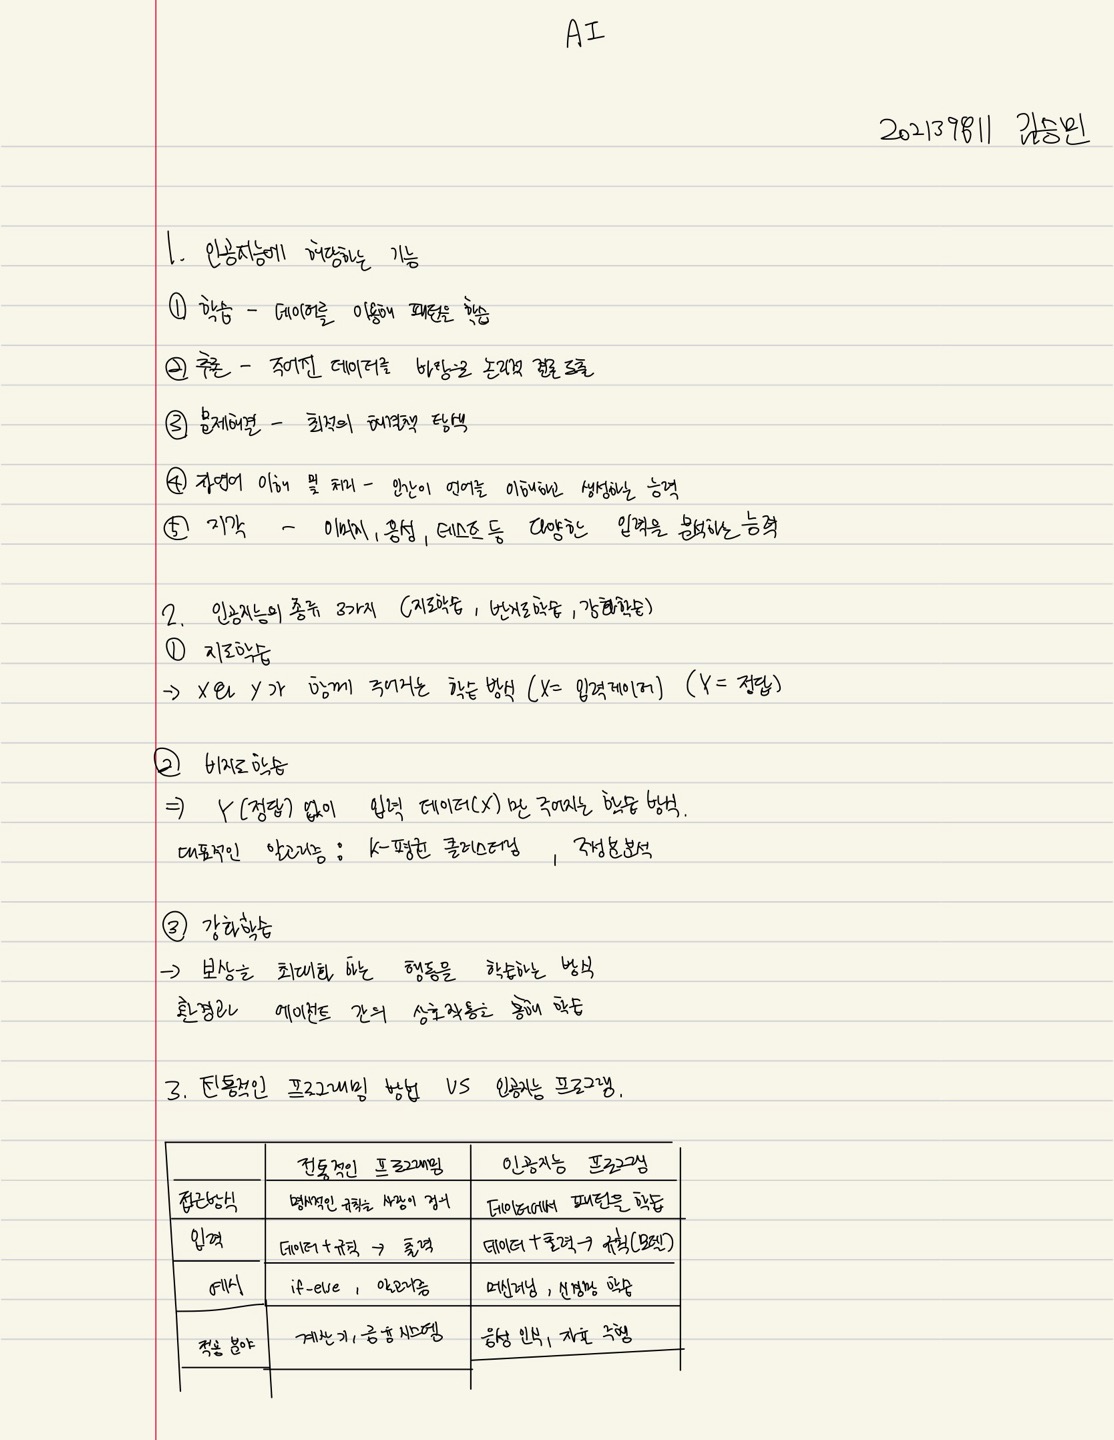 AI
202139811 김승민
1. 인공지능에 해당하는 기능
① 학습 - 데이터를 이용해 패턴을 학습
② 추론 - 주어진 데이터를 바탕으로 논리적 결론 도출
③ 문제해결 - 최적의 해결책 탐색
④ 자연어 이해 및 처리 - 인간이 언어를 이해하고 생성하는 능력
⑤ 지각 - 이미지, 음성, 테스트 등 다양한 입력을 분석하는 능력
2. 인공지능의 종류 3가지 (지도학습, 비지도학습, 강화학습)
① 지도학습
→ X와 Y가 함께 주어지는 학습 방식 (X= 입력데이터) (Y= 정답)
② 비지도학습
⇒ Y(정답) 없이 입력 데이터(X)만 주어지는 학습 방식.
대표적인 알고리즘 : K-평균 클러스터링 , 주성분분석
③ 강화학습
→ 보상을 최대화 하는 행동을 학습하는 방식
환경과 에이전트 간의 상호작용을 통해 학습
3. 전통적인 프로그래밍 방법 VS 인공지능 프로그램.
전통적인 프로그래밍 인공지능 프로그램
접근방식 명시적인 규칙을 사람이 정의 데이터에서 패턴을 학습
입력 데이터+규칙 → 출력 데이터+출력→ 규칙(모델)
예시 if-else , 알고리즘 머신러닝, 신경망 학습
적용 분야 계산기, 금융시스템 음성 인식, 자율 주행